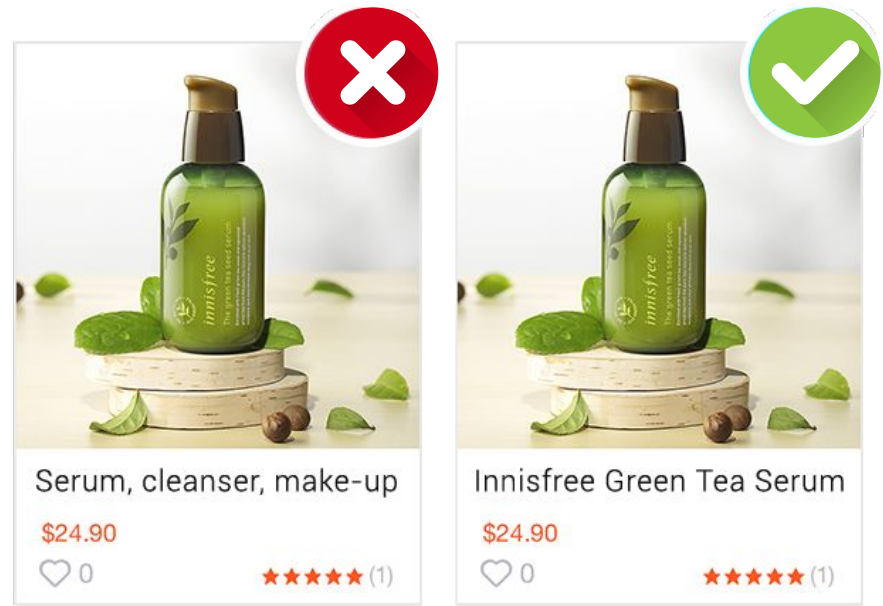 innisfree
The green tea seed serum
Serum, cleanser, make-up
$24.90
0
(1)
innisfree
The green tea seed serum
Innisfree Green Tea Serum
$24.90
0
(1)